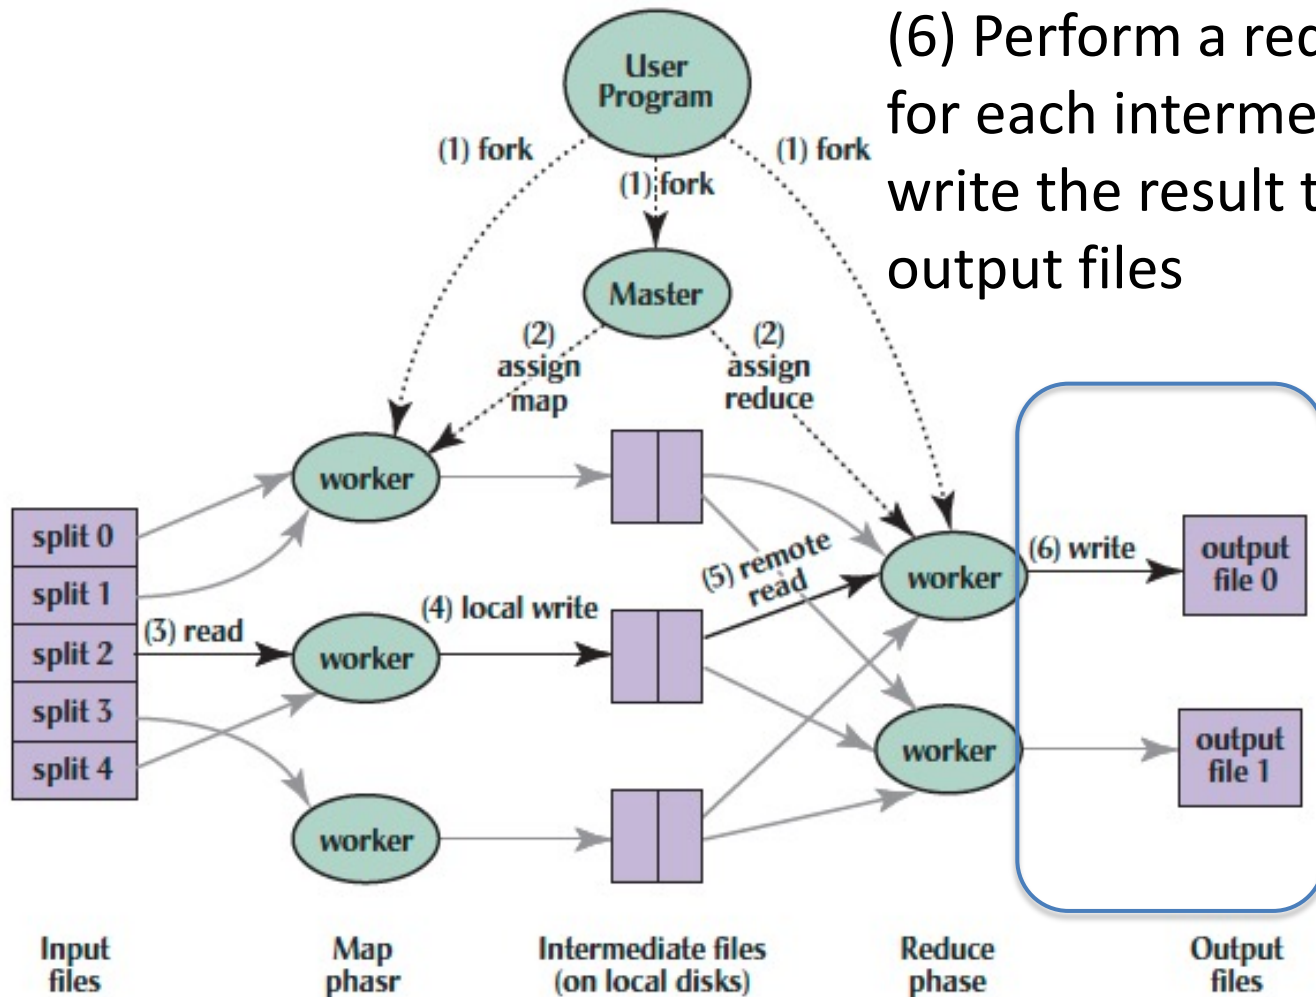 (6) Perform a red
for each interme
write the result t
output files
User
Program
(1) fork
(1) fork
(1) fork
Master
(2)
assign
map
(2)
assign
reduce
worker
split 0
split 1
split 2
split 3
split 4
(3) read
worker
(4) local write
(5) remote
read
worker
(6) write
output
file 0
worker
output
file 1
worker
Input
files
Map
phasr
Intermediate files
(on local disks)
Reduce
phase
Output
files